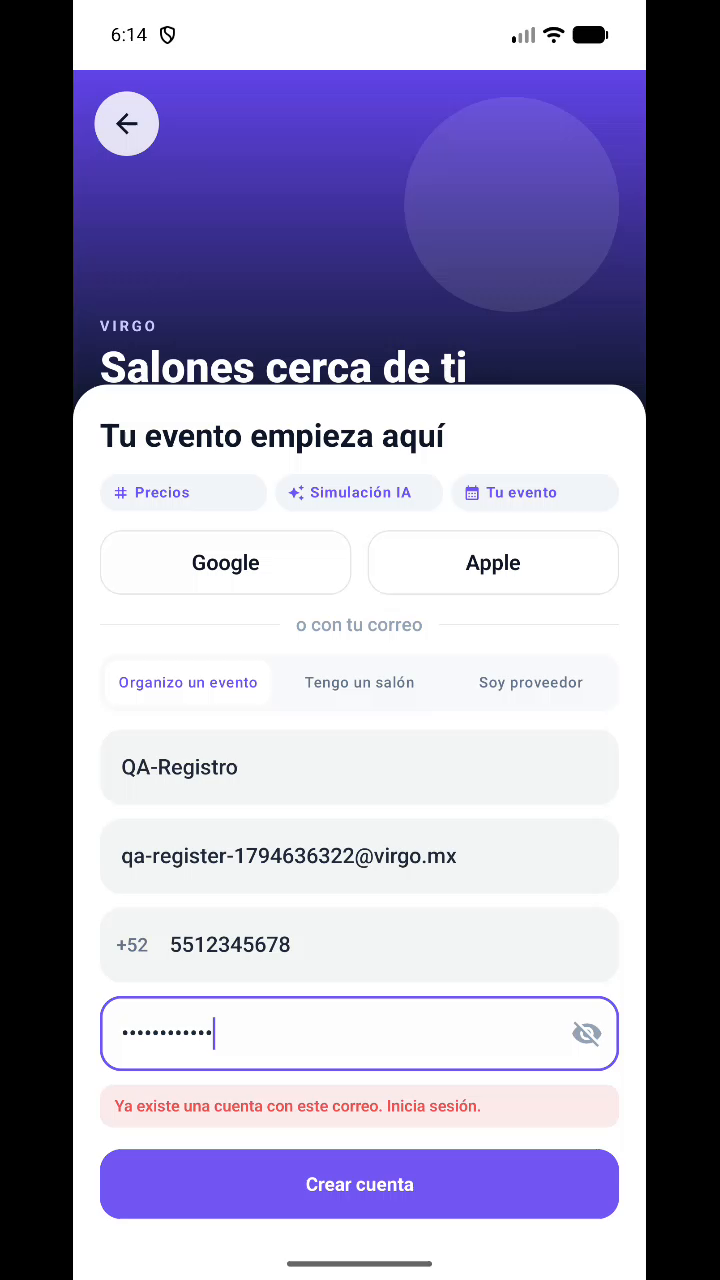 6:14
VIRGO
Salones cerca de ti
Tu evento empieza aquí
Precios Simulación IA Tu evento
Google Apple
o con tu correo
Organizo un evento Tengo un salón Soy proveedor
QA-Registro
qa-register-1794636322@virgo.mx
+52 5512345678
••••••••••••
Ya existe una cuenta con este correo. Inicia sesión.
Crear cuenta